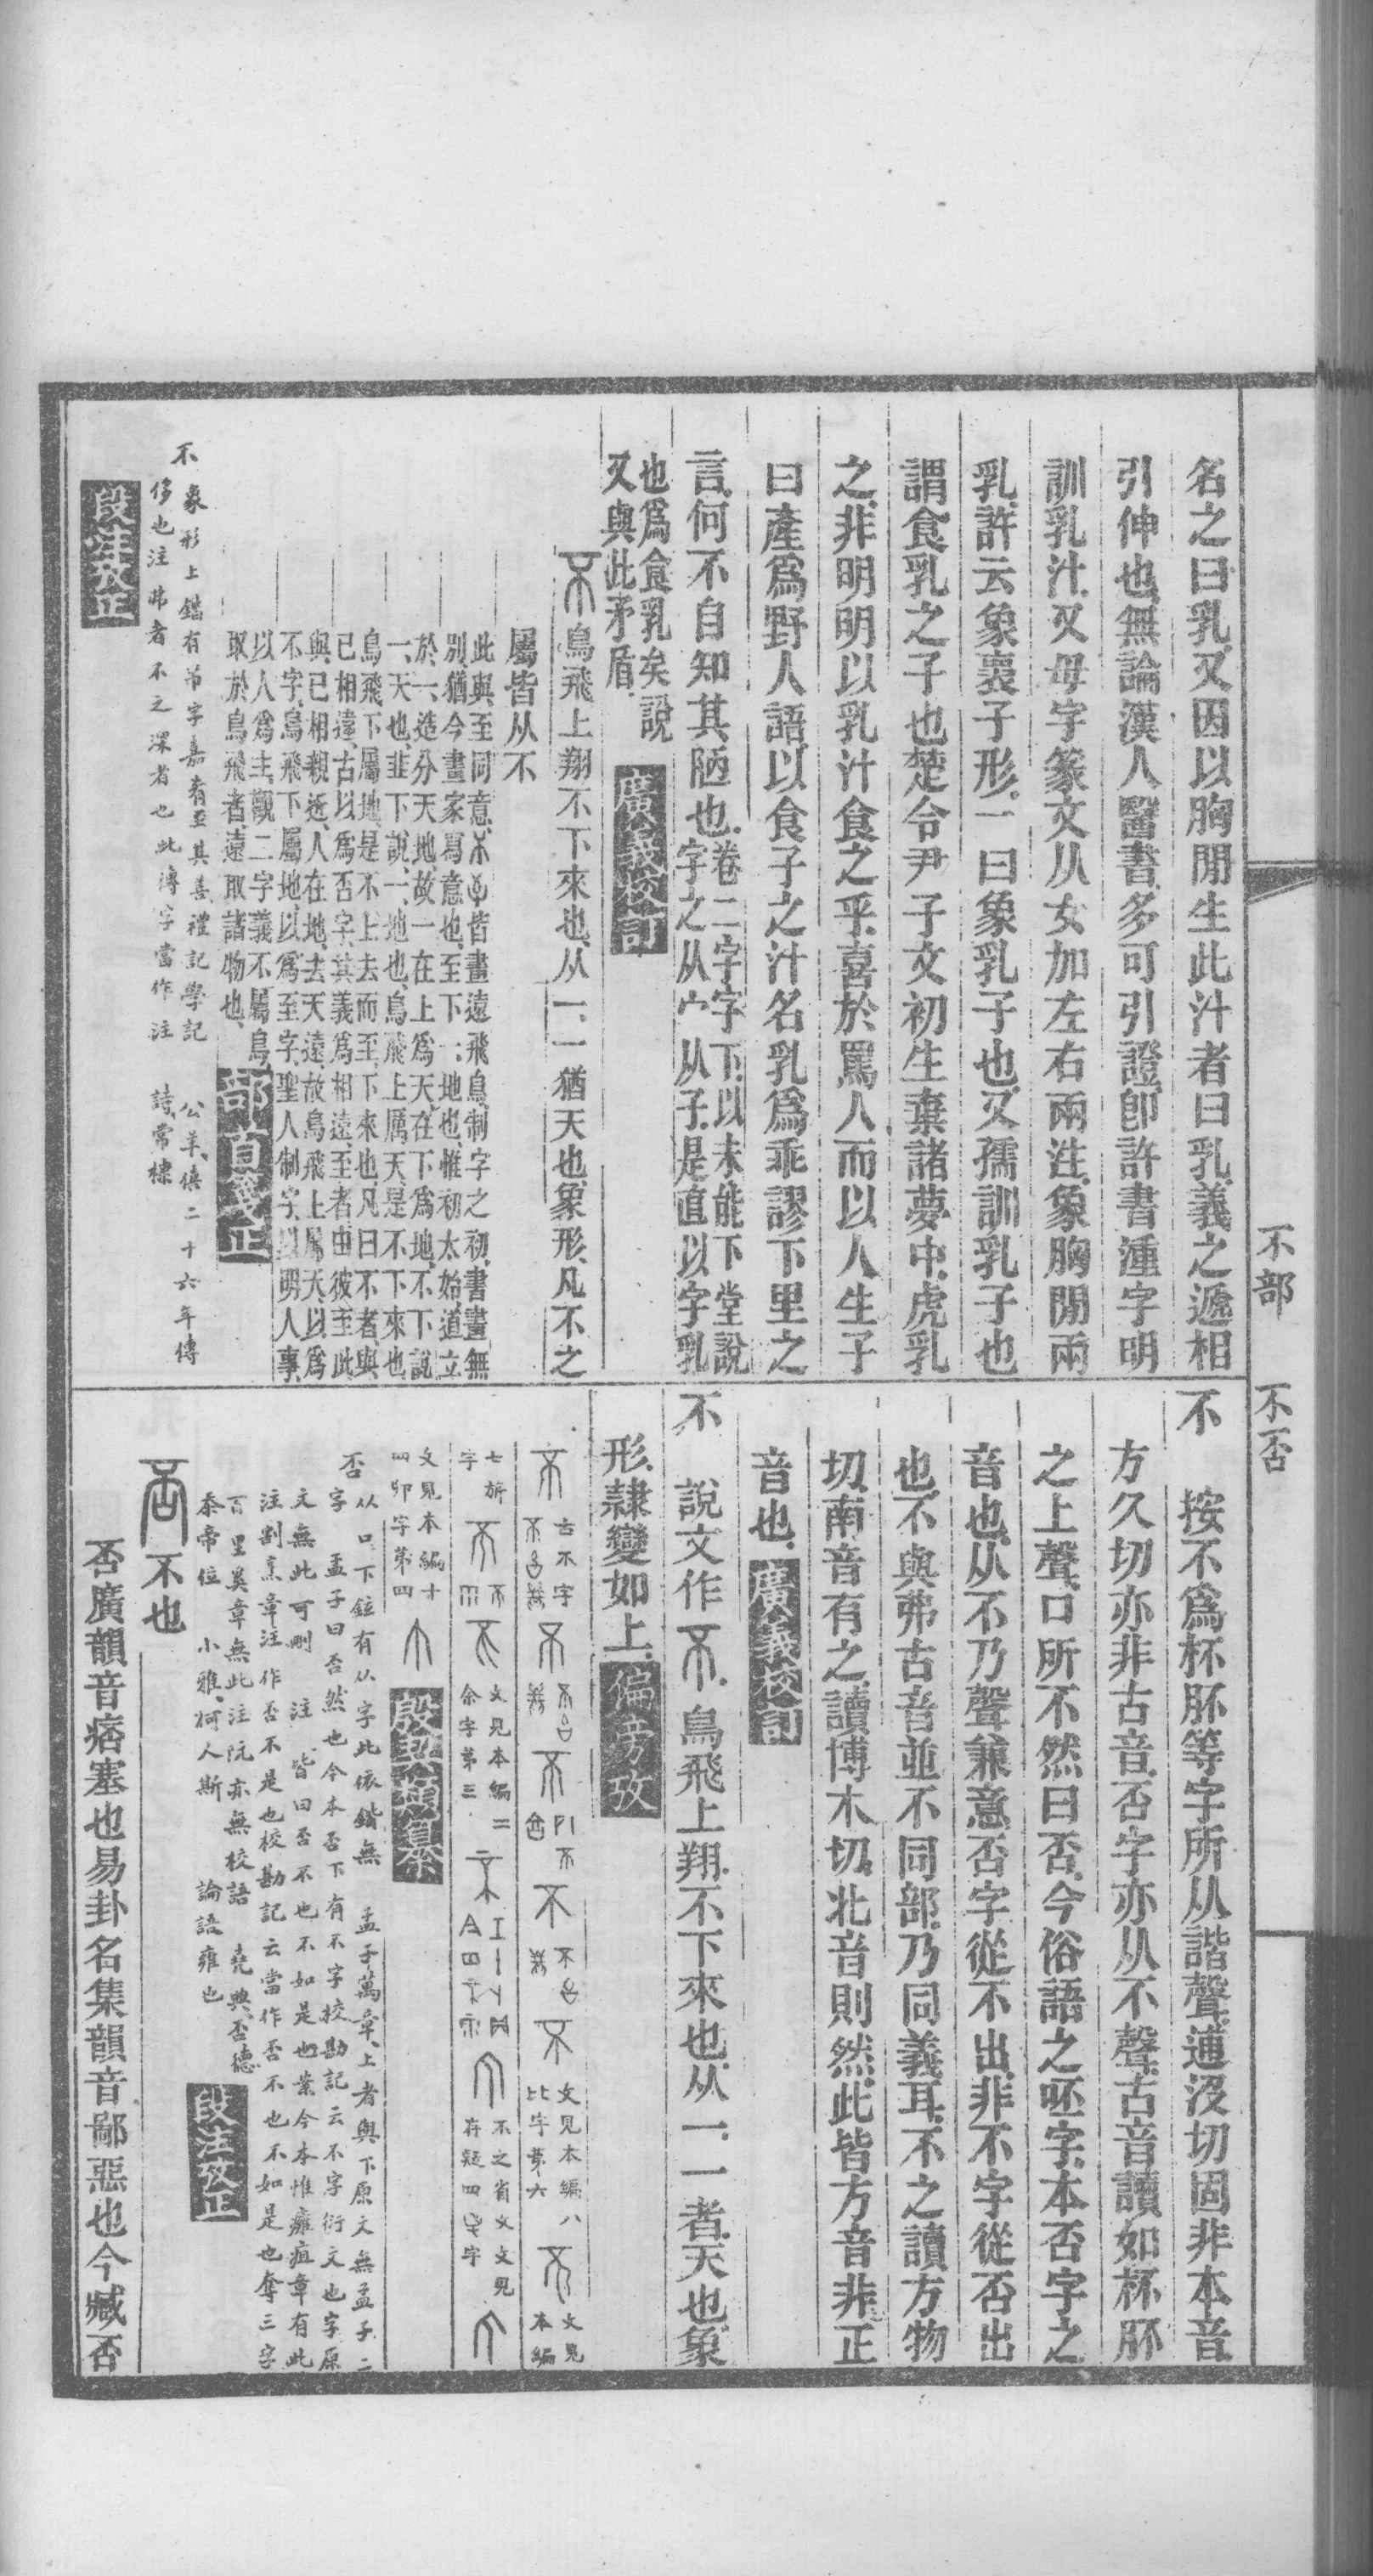 不部 不否
名之曰乳又因以胸閒生此汁者曰乳義之遞相
引伸也無論漢人醫書多可引證卽許書湩字明
訓乳汁又母字篆文从女加左右兩注象胸閒兩
乳許云象褱子形一曰象乳子也又孺訓乳子也
謂食乳之子也楚令尹子文初生棄諸夢中虎乳
之非明明以乳汁食之乎喜於罵人而以人生子
曰產爲野人語以食子之汁名乳爲乖謬下里之
言何不自知其陋也卷二字字下以未能下堂說
字之从宀从子是直以字乳
也爲食乳矣說
又與此矛盾 廣義校訂
不鳥飛上翔不下來也从一一猶天也象形凡不之
屬皆从不
此與至同意皆畫遠飛鳥制字之初書畫無
別猶今畫家寫意也至下一地也惟初太始道立
於一造分天地故一在上爲天在下爲地不下說
一天也韭下說一地也鳥飛上厲天是不下來也
鳥飛下屬地是不上去而至下來也凡曰不者與
已相違古以爲否字其義爲相遠至者由彼至此
與已相親近人在地去天遠故鳥飛上厲天以爲
不字鳥飛下屬地以爲至字聖人制字以明人事
以人爲主觀二字義不屬鳥
取於鳥飛者遠取諸物也 部首箋正
不 象形上鍇有芇字嘉肴至其善禮記學記 公羊僖二十六年傳
侈也注 弗者不之深者也此傳字當作注 詩常棣
段注攷正
不 按不爲杯肧等字所从諧聲逋沒切固非本音
方久切亦非古音否字亦从不聲古音讀如杯肧
之上聲口所不然曰否今俗語之呸字本否字之
音也从不乃聲兼意否字從不出非不字從否出
也不與弗古音並不同部乃同義耳不之讀方物
切南音有之讀博木切北音則然此皆方音非正
音也 廣義校訂
不 說文作不鳥飛上翔不下來也从一一者天也象
形隸變如上 偏旁攷
古不字
文見本編八
比字第六
文見
本編
七旂
字
文見本編二
余字第三
不之省文文見
存疑四
文見本編十
四卯字第四
段鈕領纂? 
否 从口下鉉有从字此依鍇無 孟子萬章上者與下原文無孟子二
字 孟子曰否然也今本否下有不字校勘記云不字衍文也字原
文無此可刪 注 皆曰否不也不如是也案今本惟癰疽章有此
注割烹章注作否不是也校勘記云當作否不也不如是也奪三字
百里奚章無此注阮亦無校語 堯典否德
泰帝位 小雅何人斯 論語雍也 段注攷正
否不也
否廣韻音痞塞也易卦名集韻音鄙惡也今臧否